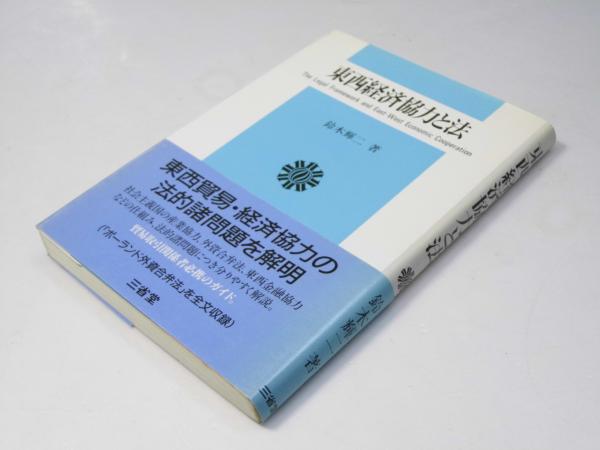 東西経済協力と法
The Legal Framework and East-West Economic Cooperation
鈴木輝二 著
東西貿易・経済協力の
法的諸問題を解明
社会主義国の産業協力、外資合弁法、東西金融協力
などの仕組み、法的諸問題につき分りやすく解説。
貿易取引関係者必携のガイド。
(「ポーランド外資合弁法」を全文収録)
三省堂
東西経済協力と法
鈴木輝二 著
三省堂